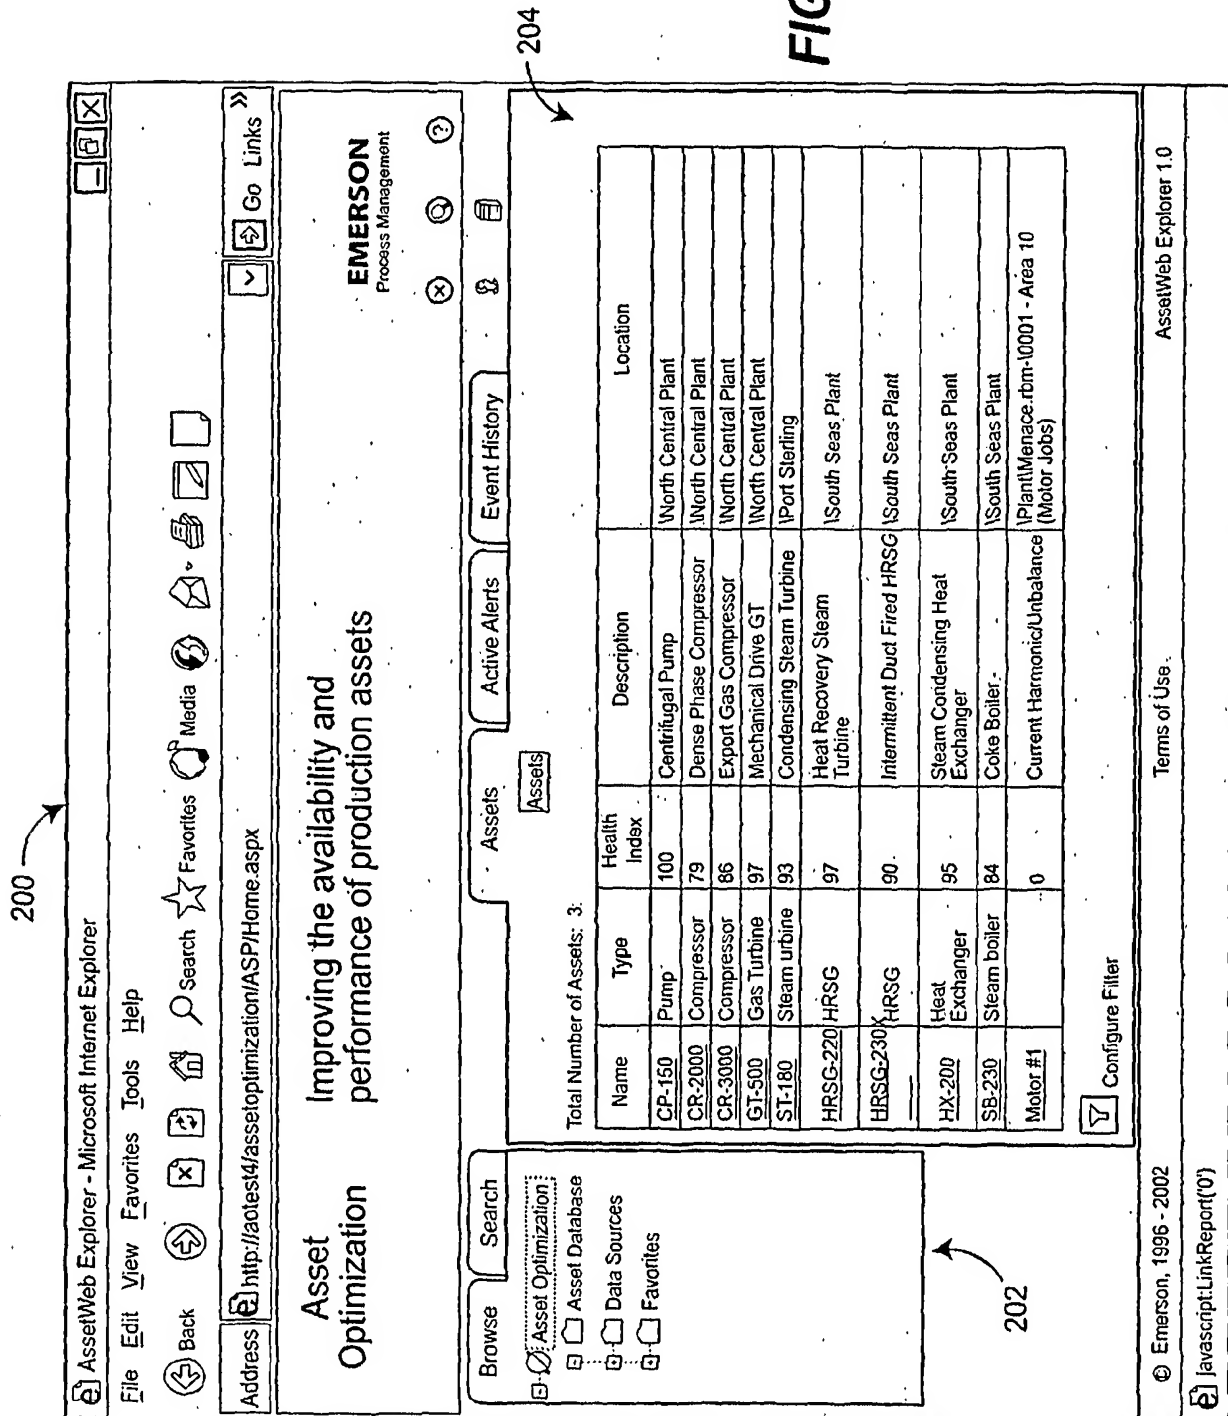 200
AssetWeb Explorer - Microsoft Internet Explorer
File Edit View Favorites Tools Help
Back Search Favorites Media
Address http://aotest4/assetoptimization/ASP/Home.aspx Go Links »
Asset Optimization
Improving the availability and
performance of production assets
EMERSON
Process Management
Browse Search
Asset Optimization
Asset Database
Data Sources
Favorites
202
Assets Active Alerts Event History
204
Assets
Total Number of Assets: 3
Name Type Health Index Description Location
CP-150 Pump 100 Centrifugal Pump \North Central Plant
CR-2000 Compressor 79 Dense Phase Compressor \North Central Plant
CR-3000 Compressor 86 Export Gas Compressor \North Central Plant
GT-500 Gas Turbine 97 Mechanical Drive GT \North Central Plant
ST-180 Steam urbine 93 Condensing Steam Turbine \Port Sterling
HRSG-220 HRSG 97 Heat Recovery Steam Turbine \South Seas Plant
HRSG-230X HRSG 90 Intermittent Duct Fired HRSG \South Seas Plant
HX-200 Heat Exchanger 95 Steam Condensing Heat Exchanger \South Seas Plant
SB-230 Steam boiler 84 Coke Boiler \South Seas Plant
Motor #1 0 Current Harmonic/Unbalance \Plant\Menace.rbm-\0001 - Area 10
(Motor Jobs)
Configure Filter
© Emerson, 1996 - 2002 Terms of Use AssetWeb Explorer 1.0
Javascript:LinkReport('0')
FIG